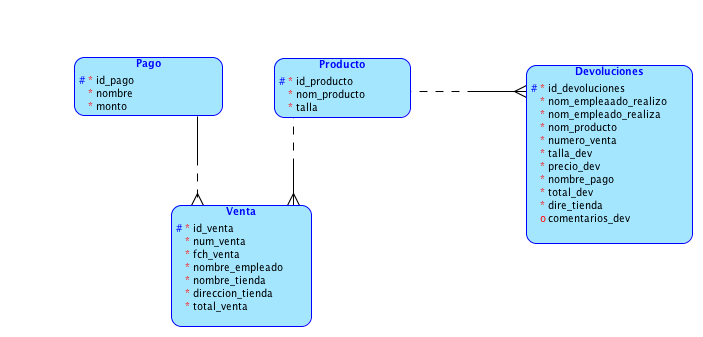 Pago
# * id_pago
* nombre
* monto
Producto
# * id_producto
* nom_producto
* talla
Devoluciones
# * id_devoluciones
* nom_empleaado_realizo
* nom_empleado_realiza
* nom_producto
* numero_venta
* talla_dev
* precio_dev
* nombre_pago
* total_dev
* dire_tienda
o comentarios_dev
Venta
# * id_venta
* num_venta
* fch_venta
* nombre_empleado
* nombre_tienda
* direccion_tienda
* total_venta